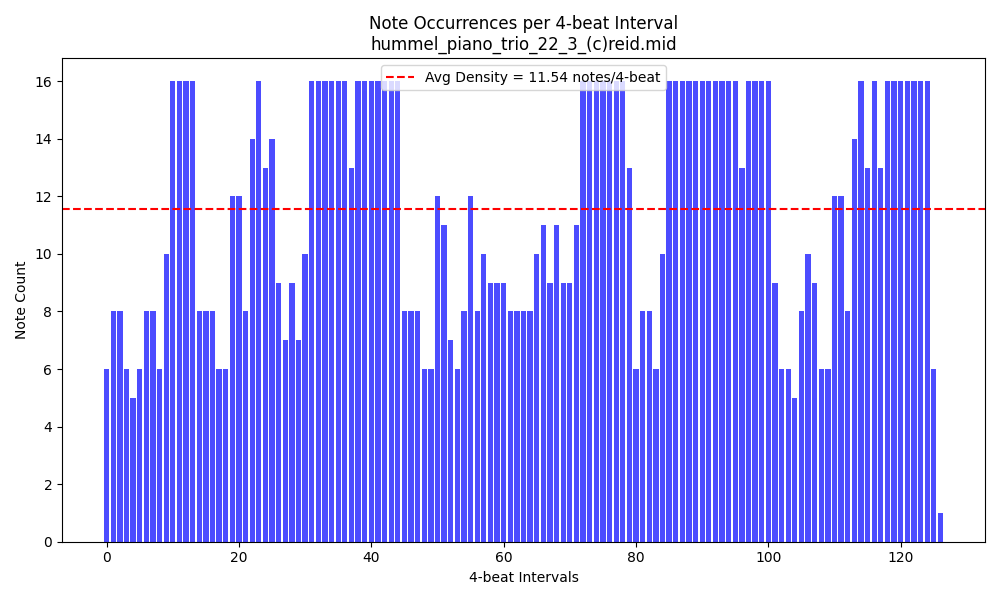 Note Occurrences per 4-beat Interval
hummel_piano_trio_22_3_(c)reid.mid
Avg Density = 11.54 notes/4-beat
Note Count
16
14
12
10
8
6
4
2
0
0 20 40 60 80 100 120
4-beat Intervals